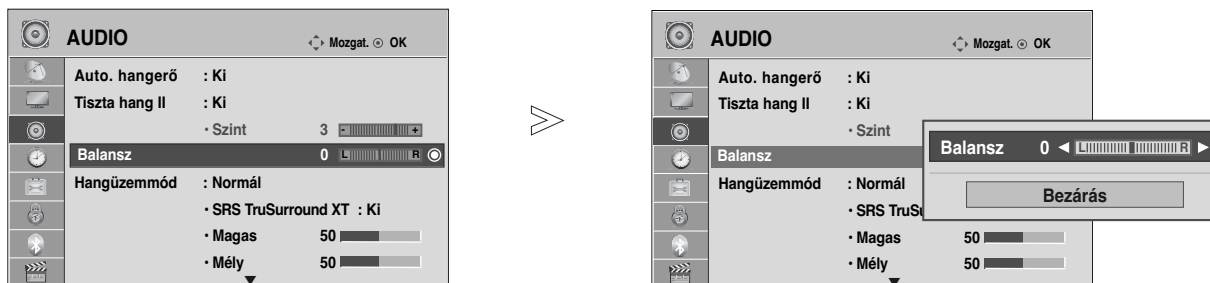 AUDIO Mozgat. OK
Auto. hangerő : Ki
Tiszta hang II : Ki
• Szint 3 - +
Balansz 0 L R
Hangüzemmód : Normál
• SRS TruSurround XT : Ki
• Magas 50
• Mély 50
AUDIO Mozgat. OK
Auto. hangerő : Ki
Tiszta hang II : Ki
• Szint
Balansz
Hangüzemmód : Normál
• SRS
• Magas 50
• Mély 50
Balansz 0 L R
Bezárás